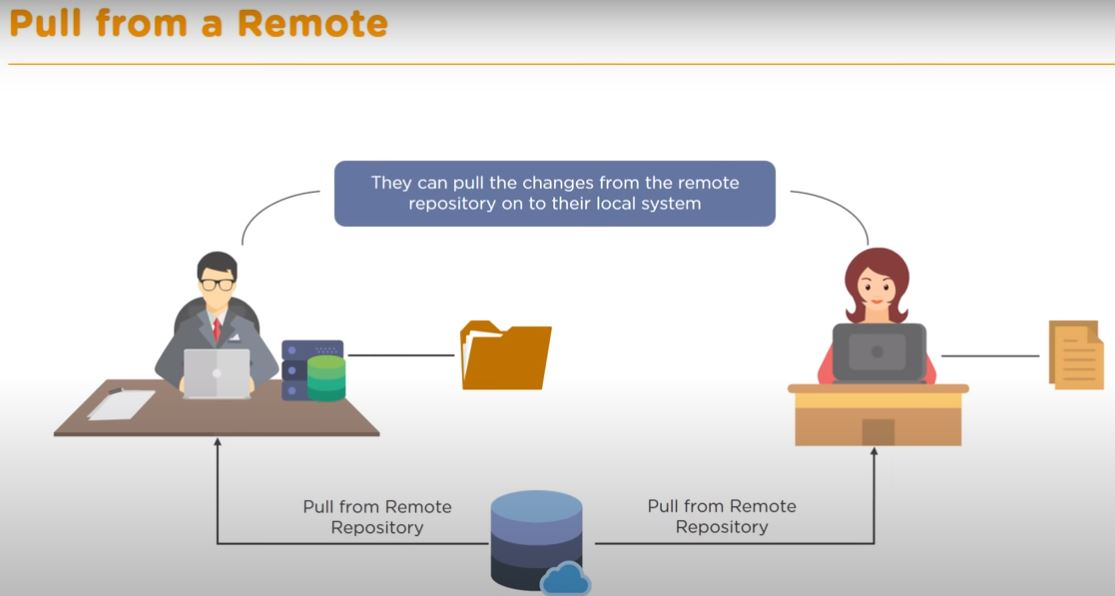 Pull from a Remote
They can pull the changes from the remote
repository on to their local system
Pull from Remote
Repository
Pull from Remote
Repository